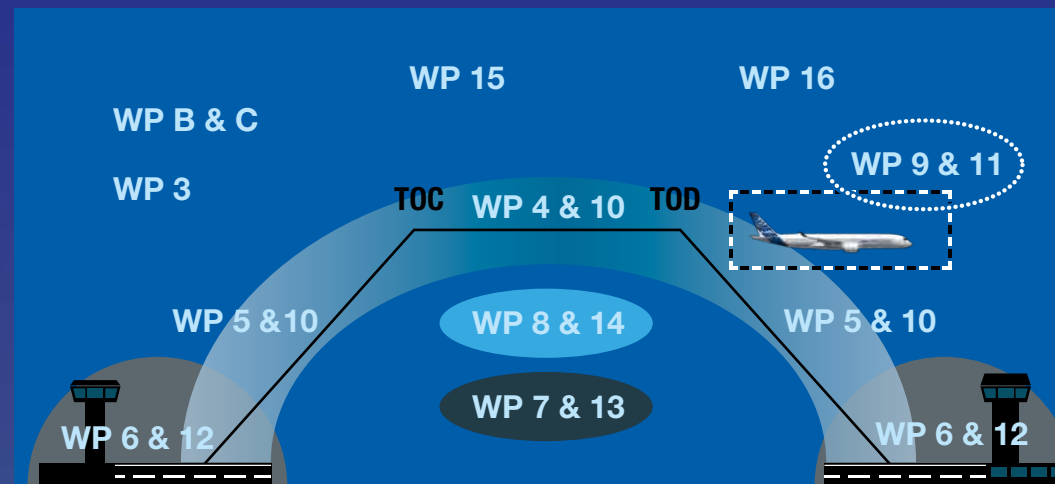 WP 15
WP 16
WP B & C
WP 9 & 11
WP 3
TOC
WP 4 & 10
TOD
WP 5 &10
WP 8 & 14
WP 5 & 10
WP 7 & 13
WP 6 & 12
WP 6 & 12